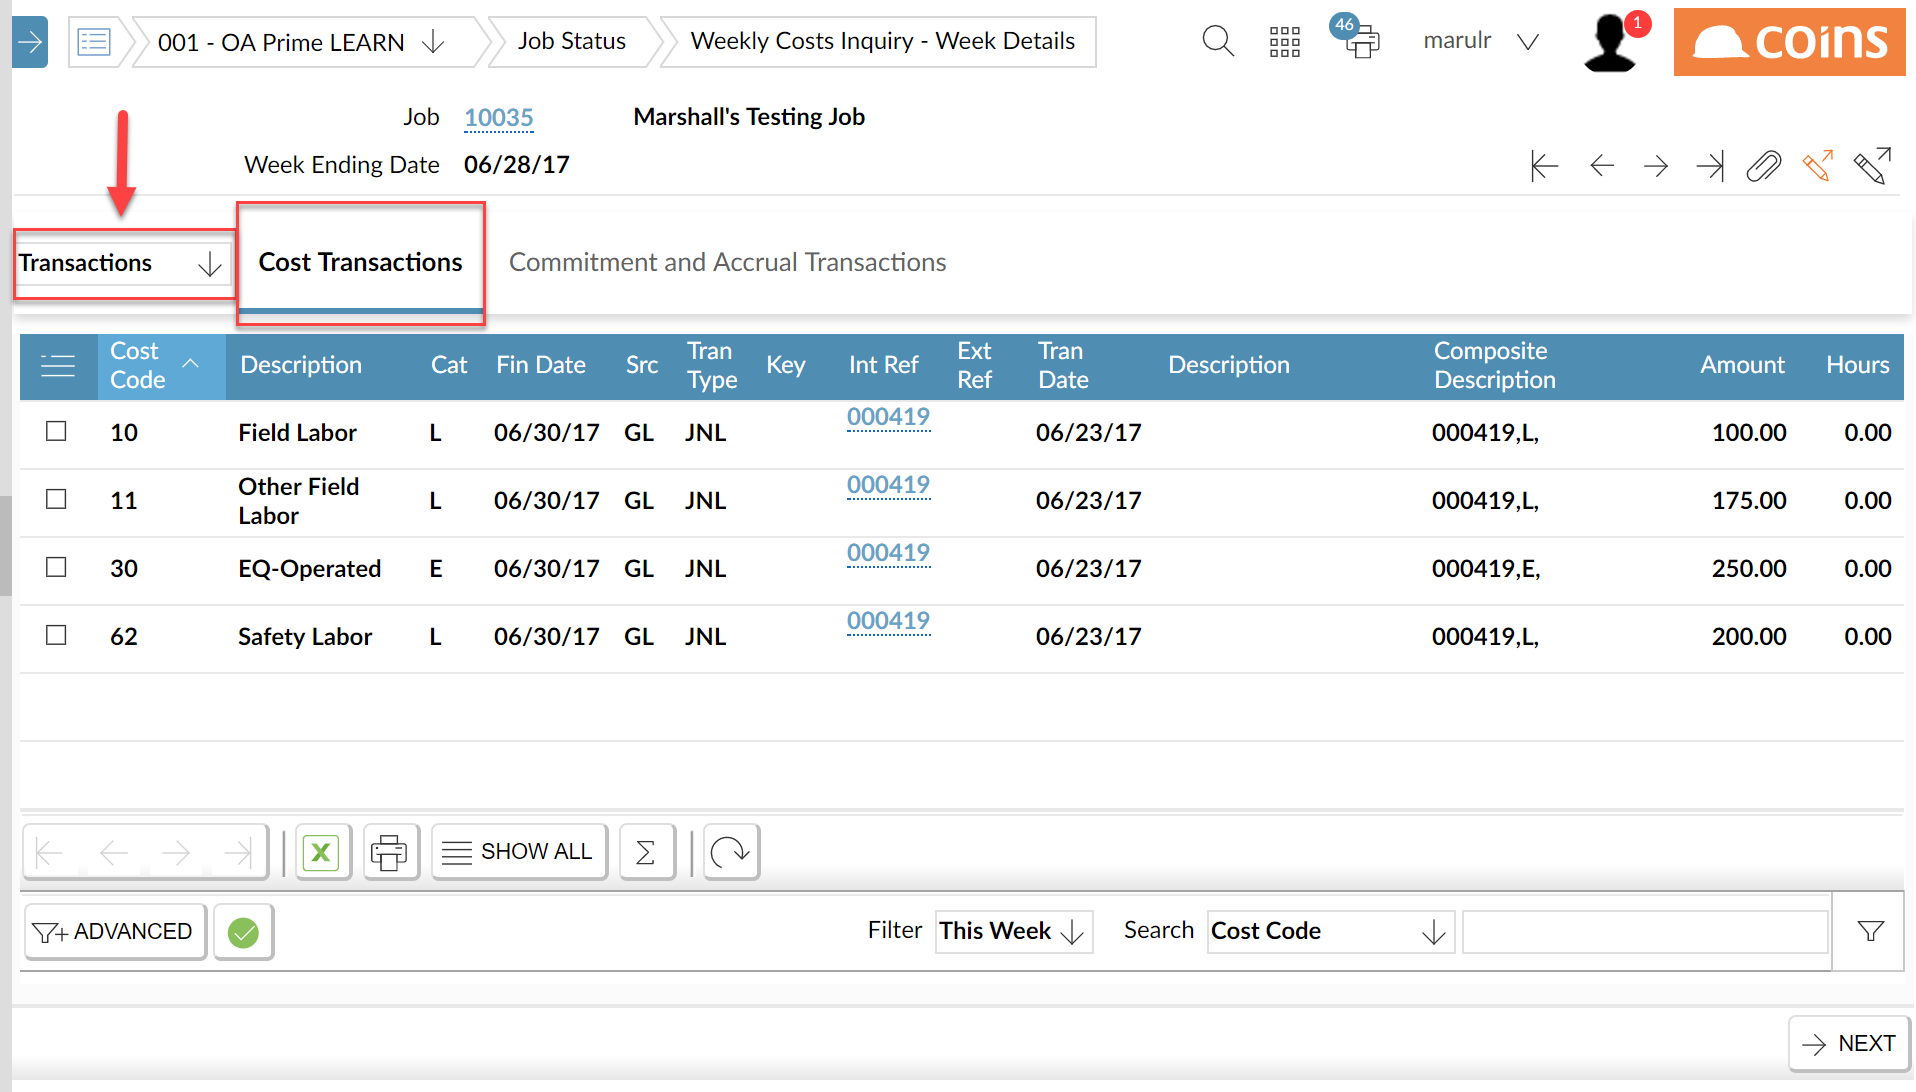 001 - OA Prime LEARN
Job Status
Weekly Costs Inquiry - Week Details
46
marulr
1
coins
Job 10035 Marshall's Testing Job
Week Ending Date 06/28/17
Transactions
Cost Transactions
Commitment and Accrual Transactions
Cost Code Description Cat Fin Date Src Tran Type Key Int Ref Ext Ref Tran Date Description Composite Description Amount Hours
10 Field Labor L 06/30/17 GL JNL 000419 06/23/17 000419,L, 100.00 0.00
11 Other Field Labor L 06/30/17 GL JNL 000419 06/23/17 000419,L, 175.00 0.00
30 EQ-Operated E 06/30/17 GL JNL 000419 06/23/17 000419,E, 250.00 0.00
62 Safety Labor L 06/30/17 GL JNL 000419 06/23/17 000419,L, 200.00 0.00
X
SHOW ALL
Σ
ADVANCED
Filter This Week Search Cost Code
NEXT